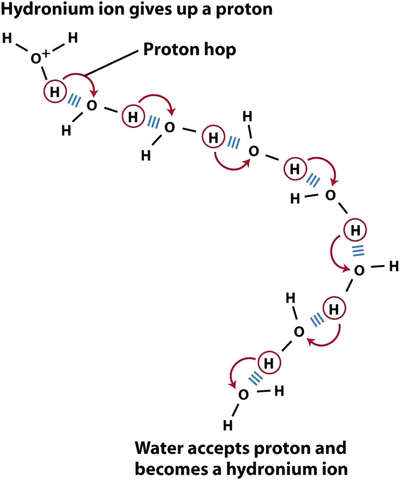 Hydronium ion gives up a proton
H H
O+
Proton hop
H
O
H
H
O
H
H
O
H
H
O
H
H
O
H
H
O
H
H
O
H
H
Water accepts proton and
becomes a hydronium ion